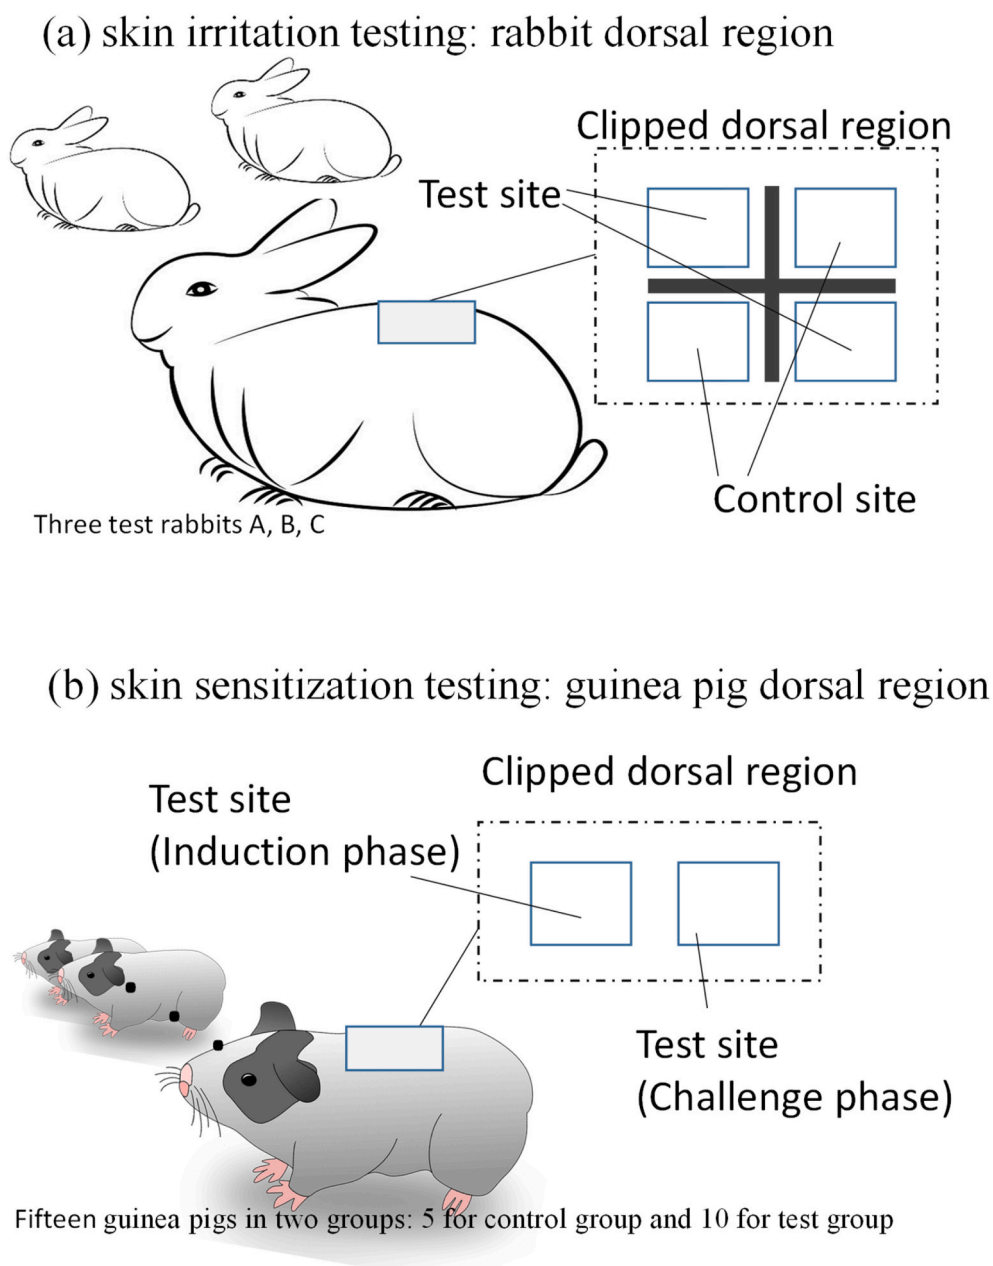 (a) skin irritation testing: rabbit dorsal region
Clipped dorsal region
Test site
Control site
Three test rabbits A, B, C
(b) skin sensitization testing: guinea pig dorsal region
Clipped dorsal region
Test site
(Induction phase)
Test site
(Challenge phase)
Fifteen guinea pigs in two groups: 5 for control group and 10 for test group